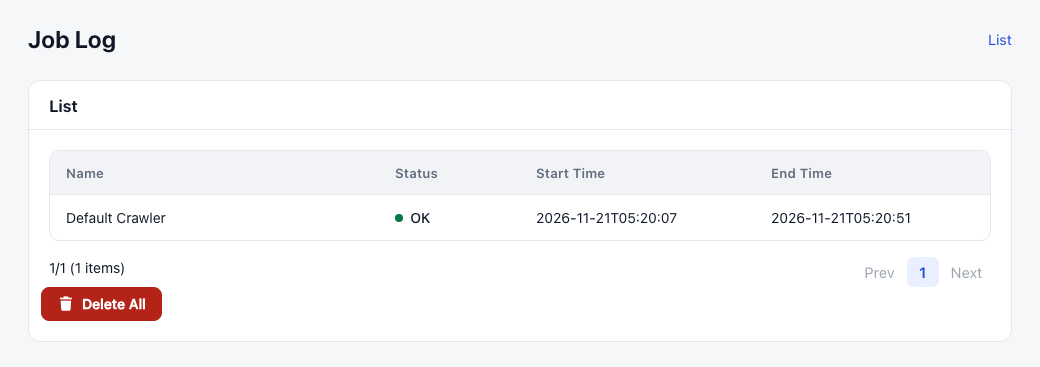 Job Log
List
List
Name Status Start Time End Time
Default Crawler OK 2026-11-21T05:20:07 2026-11-21T05:20:51
1/1 (1 items)
Prev 1 Next
Delete All